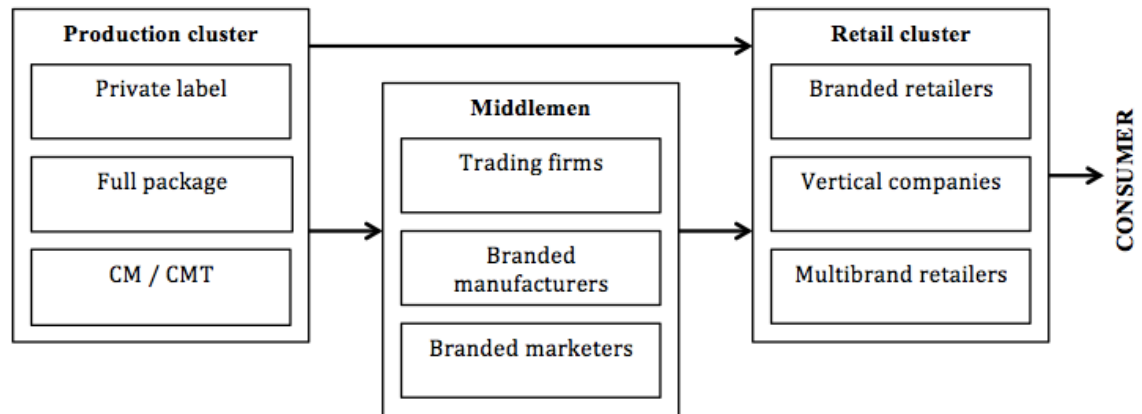 Production cluster
Private label
Full package
CM / CMT
Middlemen
Trading firms
Branded
manufacturers
Branded marketers
Retail cluster
Branded retailers
Vertical companies
Multibrand retailers
CONSUMER